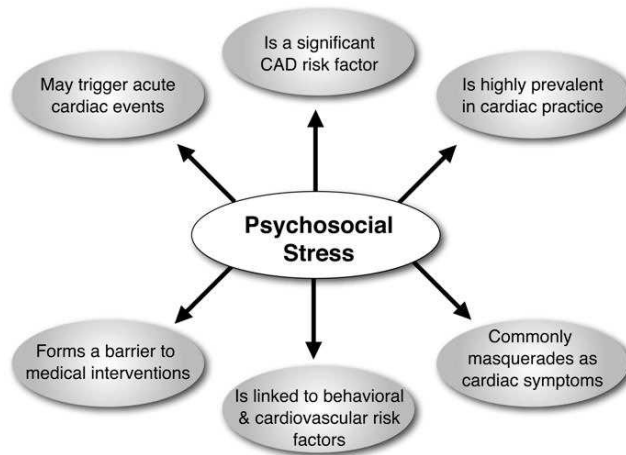 Is a significant
CAD risk factor
May trigger acute
cardiac events
Is highly prevalent
in cardiac practice
Psychosocial
Stress
Forms a barrier to
medical interventions
Is linked to behavioral
& cardiovascular risk
factors
Commonly
masquerades as
cardiac symptoms